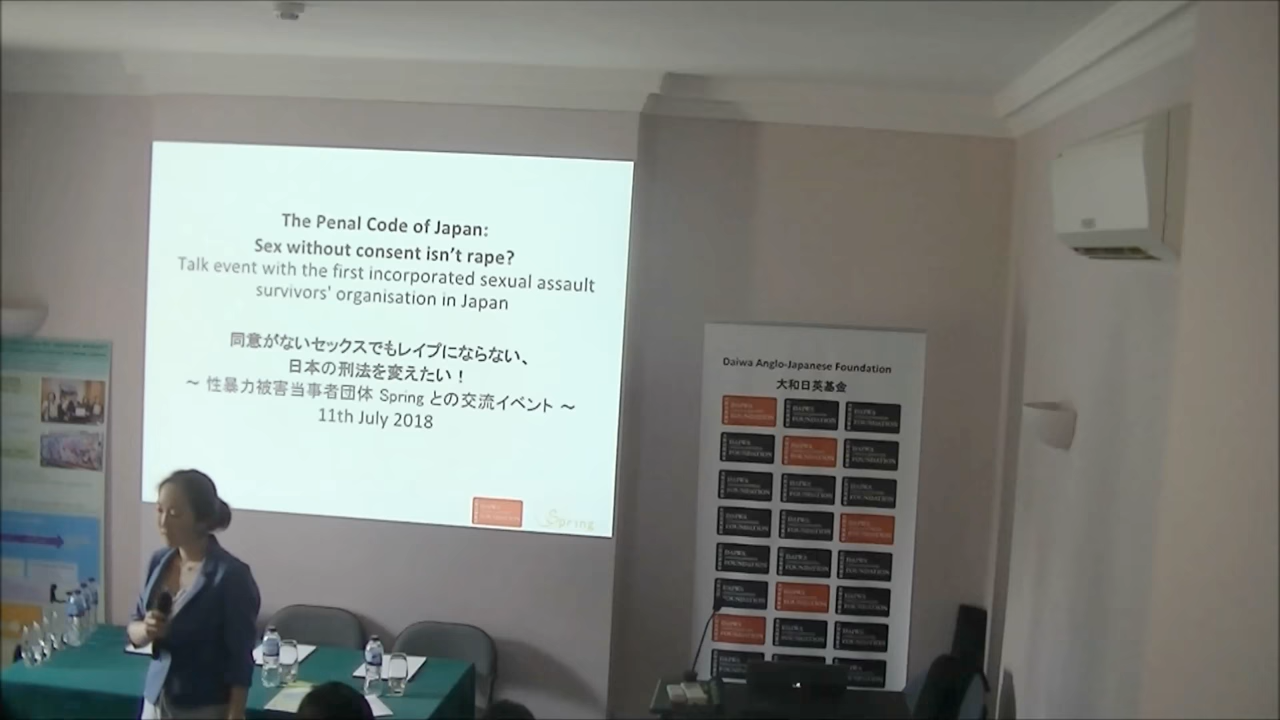 The Penal Code of Japan:
Sex without consent isn't rape?
Talk event with the first incorporated sexual assault
survivors' organisation in Japan
同意がないセックスでもレイプにならない、
日本の刑法を変えたい！
～ 性暴力被害当事者団体 Spring との交流イベント ～
11th July 2018
Spring
Daiwa Anglo-Japanese Foundation
大和日英基金